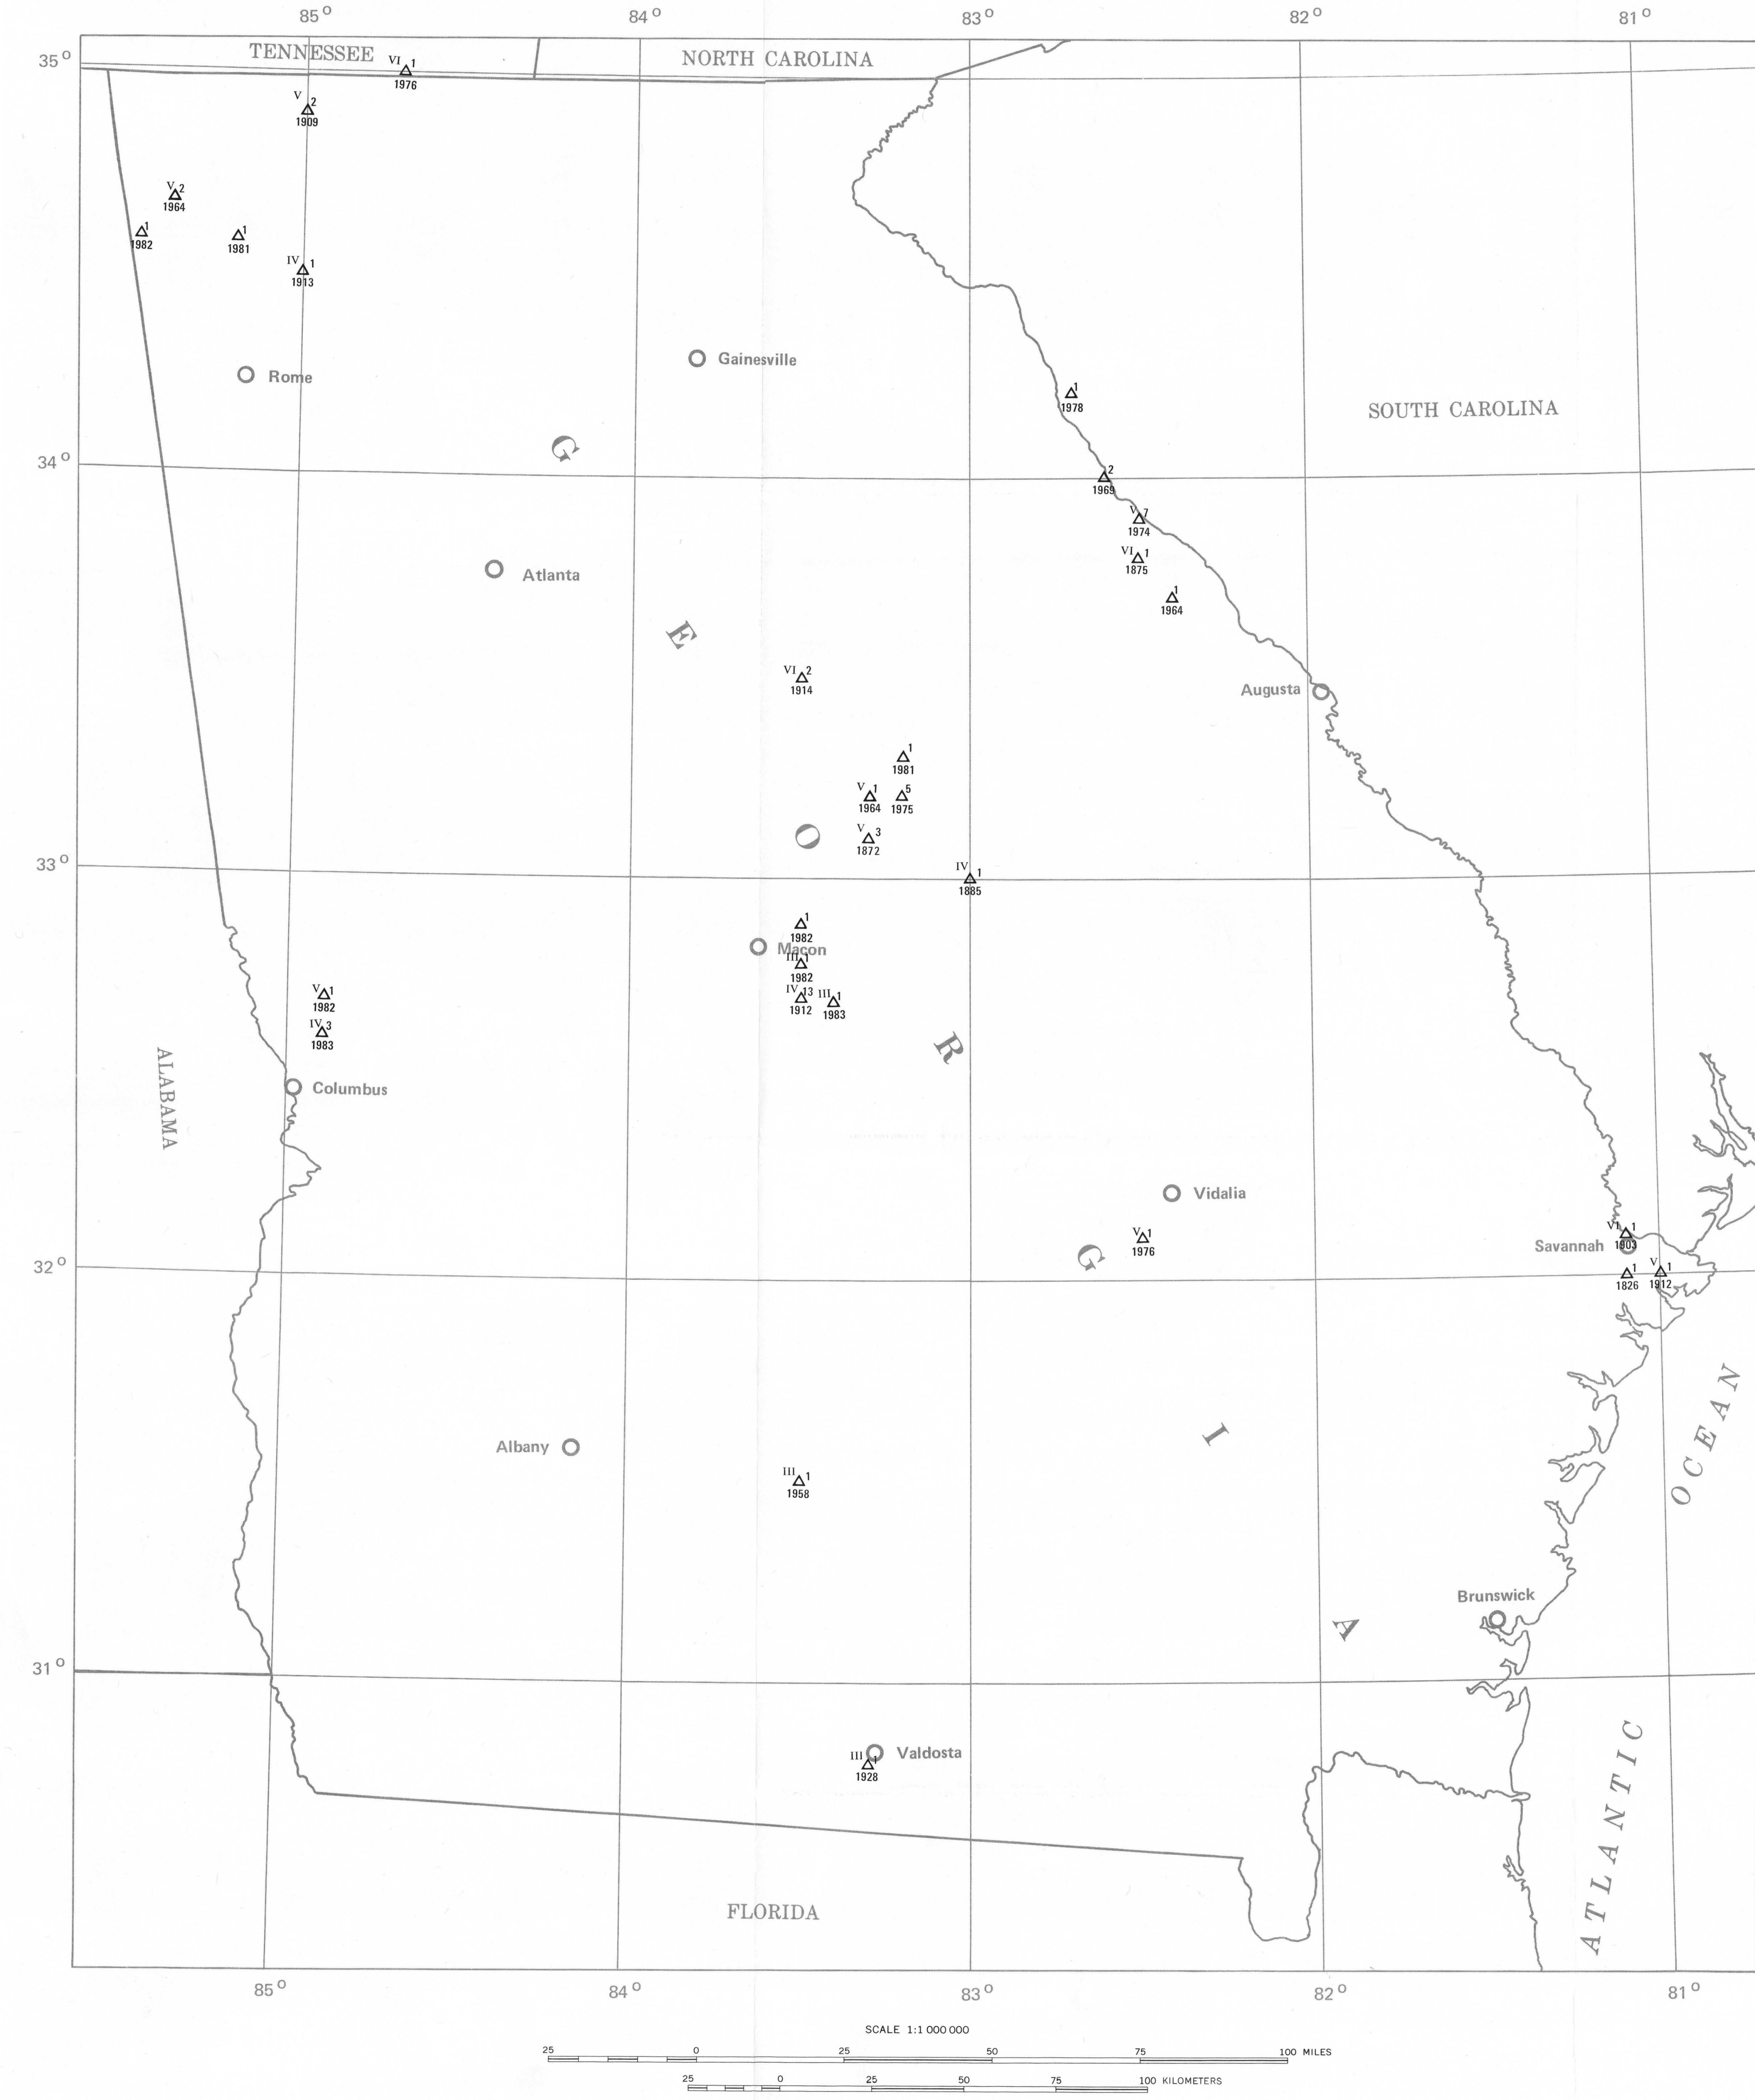 85° 84° 83° 82° 81°
35°
TENNESSEE
NORTH CAROLINA
VI 1
1976
V 2
1909
V 2
1964
1
1982
1
1981
IV 1
1913
Rome
Gainesville
1
1978
SOUTH CAROLINA
34°
2
1969
V 7
1974
VI 1
1875
1
1964
Atlanta
GEORGIA
VI 2
1914
Augusta
1
1981
V 1
1964
5
1975
V 3
1872
33°
IV 1
1885
1
1982
Macon
III 1
1982
IV 13
1912
III 1
1983
V 1
1982
IV 3
1983
ALABAMA
Columbus
Vidalia
V 1
1976
VI 1
1903
Savannah
1
1826
V 1
1912
32°
Albany
III 1
1958
Brunswick
31°
III 1
1928
Valdosta
ATLANTIC OCEAN
FLORIDA
85° 84° 83° 82° 81°
SCALE 1:1 000 000
25 0 25 50 75 100 MILES
25 0 25 50 75 100 KILOMETERS